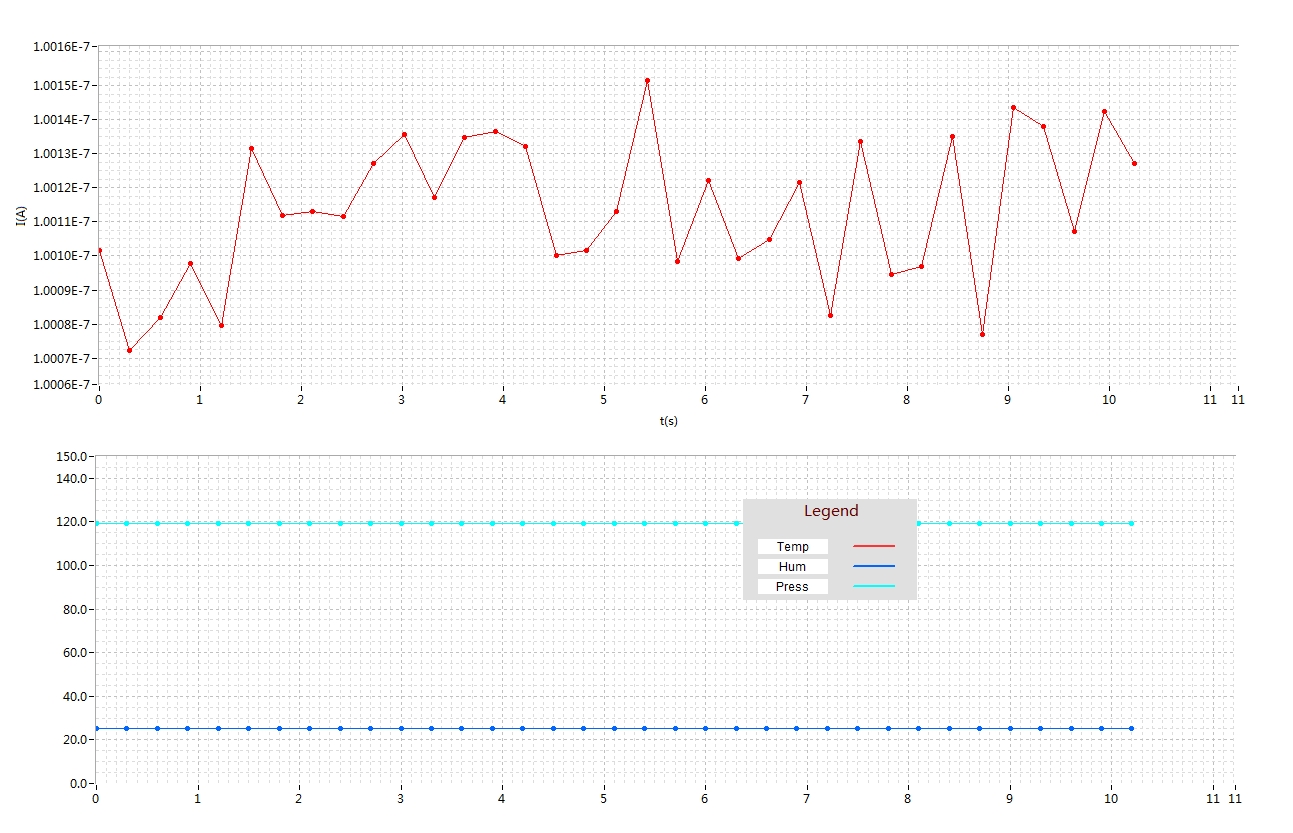 1.0016E-7
1.0015E-7
1.0014E-7
1.0013E-7
1.0012E-7
1.0011E-7
1.0010E-7
1.0009E-7
1.0008E-7
1.0007E-7
1.0006E-7
I(A)
0 1 2 3 4 5 6 7 8 9 10 11 11
t(s)
150.0
140.0
120.0
100.0
80.0
60.0
40.0
20.0
0.0
Legend
Temp
Hum
Press
0 1 2 3 4 5 6 7 8 9 10 11 11